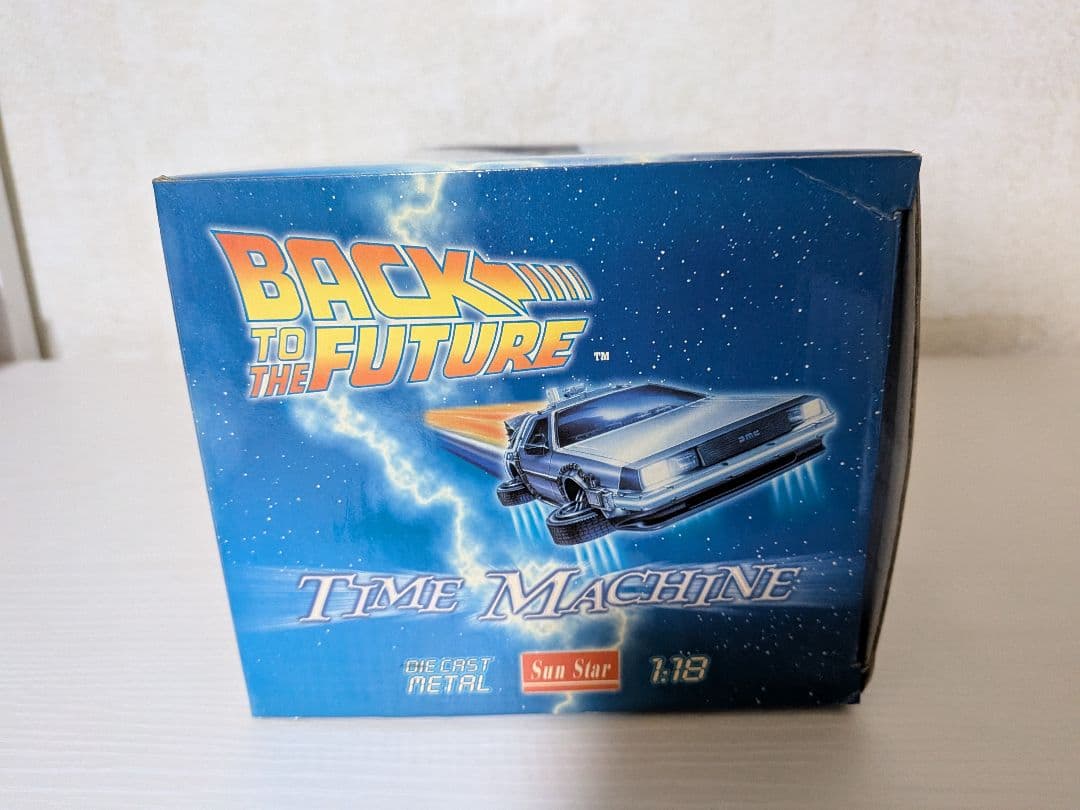 BACK
TO THE FUTURE ™
DMC
TIME MACHINE
DIE CAST METAL
Sun Star
1:18